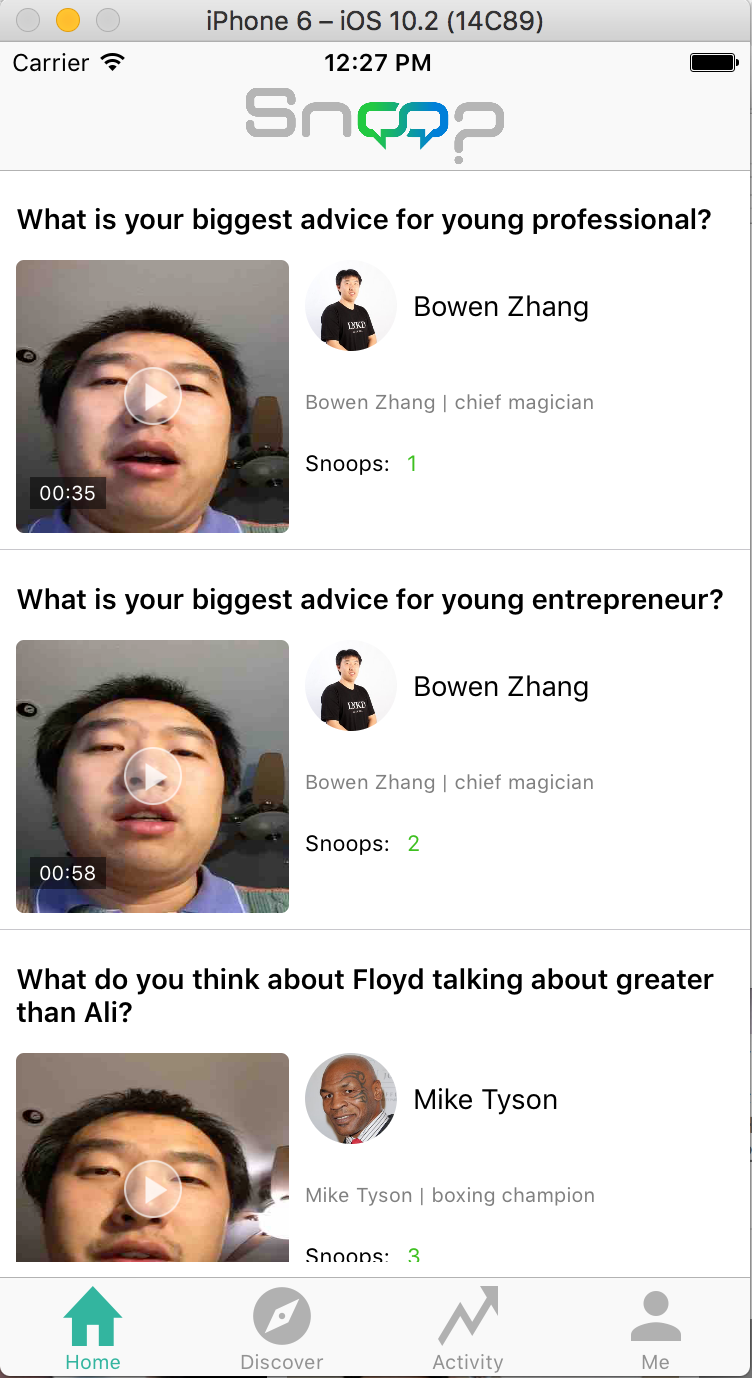 iPhone 6 – iOS 10.2 (14C89)
Carrier 12:27 PM
Snoop
What is your biggest advice for young professional?
Bowen Zhang
Bowen Zhang | chief magician
Snoops: 1
00:35
What is your biggest advice for young entrepreneur?
Bowen Zhang
Bowen Zhang | chief magician
Snoops: 2
00:58
What do you think about Floyd talking about greater
than Ali?
Mike Tyson
Mike Tyson | boxing champion
Snoops: 3
Home Discover Activity Me